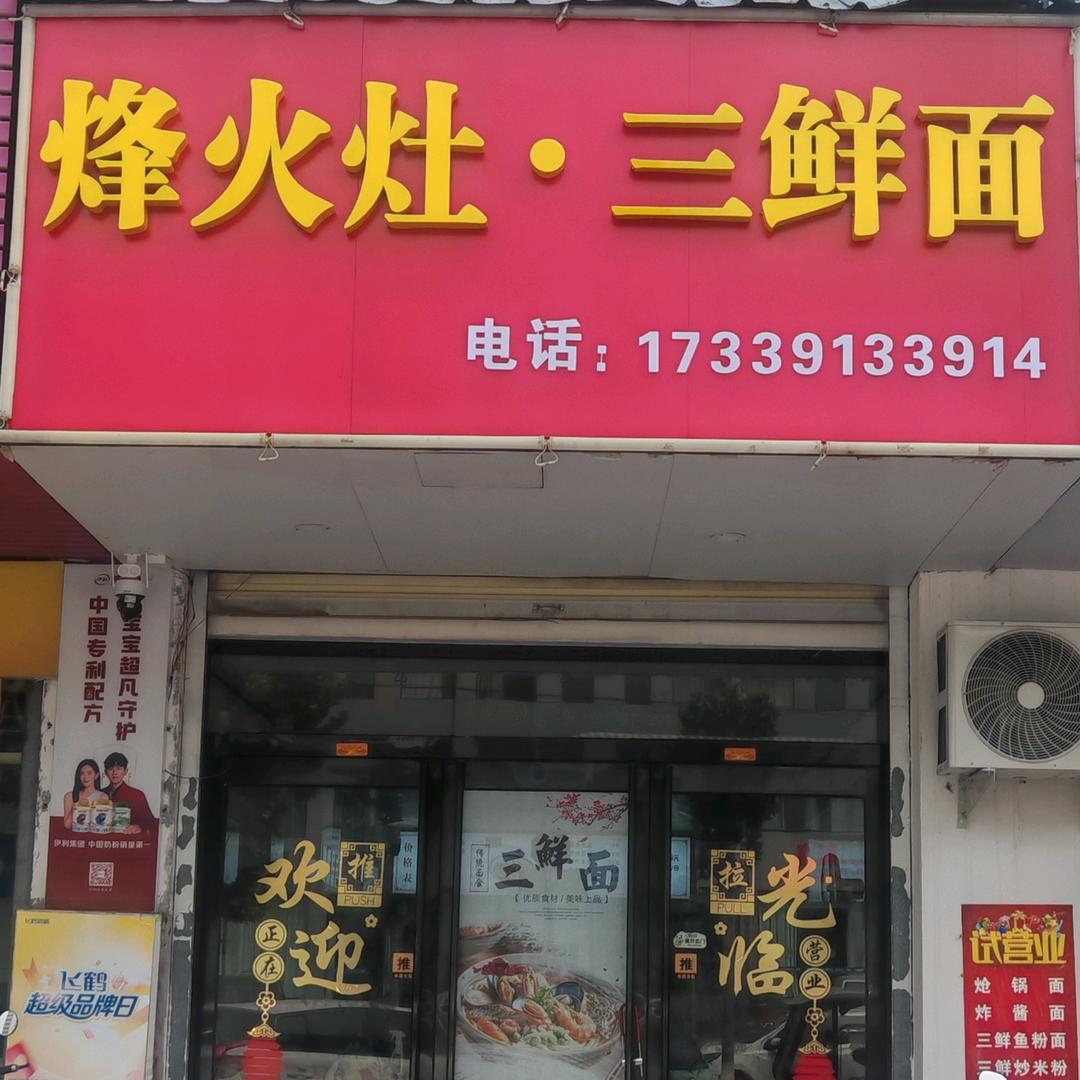 烽火灶·三鲜面
电话：17339133914
中国专利配方
宝宝超凡守护
伊利集团 中国奶粉销量第一
飞鹤
超级品牌日
欢迎
推
PUSH
正在
价格表
推
传统面食
三鲜面
【优质食材/美味上品】
拉
PULL
光临
营业
推
试营业
炝锅面
炸酱面
三鲜鱼粉面
三鲜炒米粉